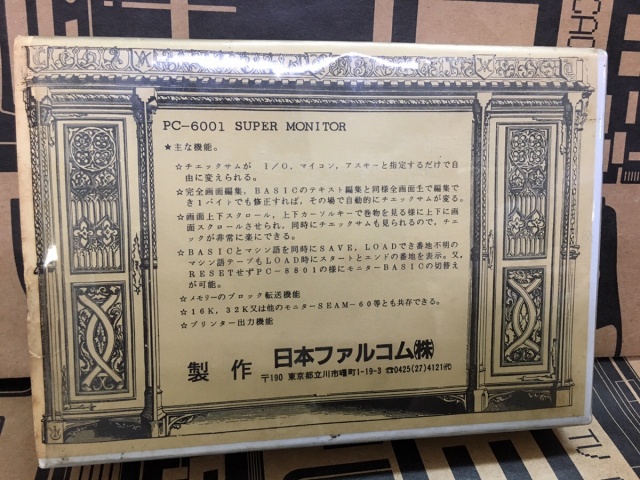 PC-6001 SUPER MONITOR
★主な機能。
☆チェックサムが I/O, マイコン, アスキーと指定するだけで自
由に変えられる。
☆完全画面編集, BASICのテキスト編集と同様全画面上で編集で
き1バイトでも修正すれば, その場で自動的にチェックサムが変る。
☆画面上下スクロール, 上下カーソルキーで巻物を見る様に上下に画
面スクロールさせられ, 同時にチェックサムも見られるので, チェ
ックが非常に楽にできる。
☆BASICとマシン語を同時にSAVE, LOADでき番地不明の
マシン語テープもLOAD時にスタートとエンドの番地を表示。又,
RESETせずPC-8801の様にモニターBASICの切替え
が可能。
☆メモリーのブロック転送機能
☆16K, 32K又は他のモニターSEAM-60等とも共存できる。
☆プリンター出力機能
製作 日本ファルコム㈱
〒190 東京都立川市曙町1-19-3 ☎0425(27)4121代